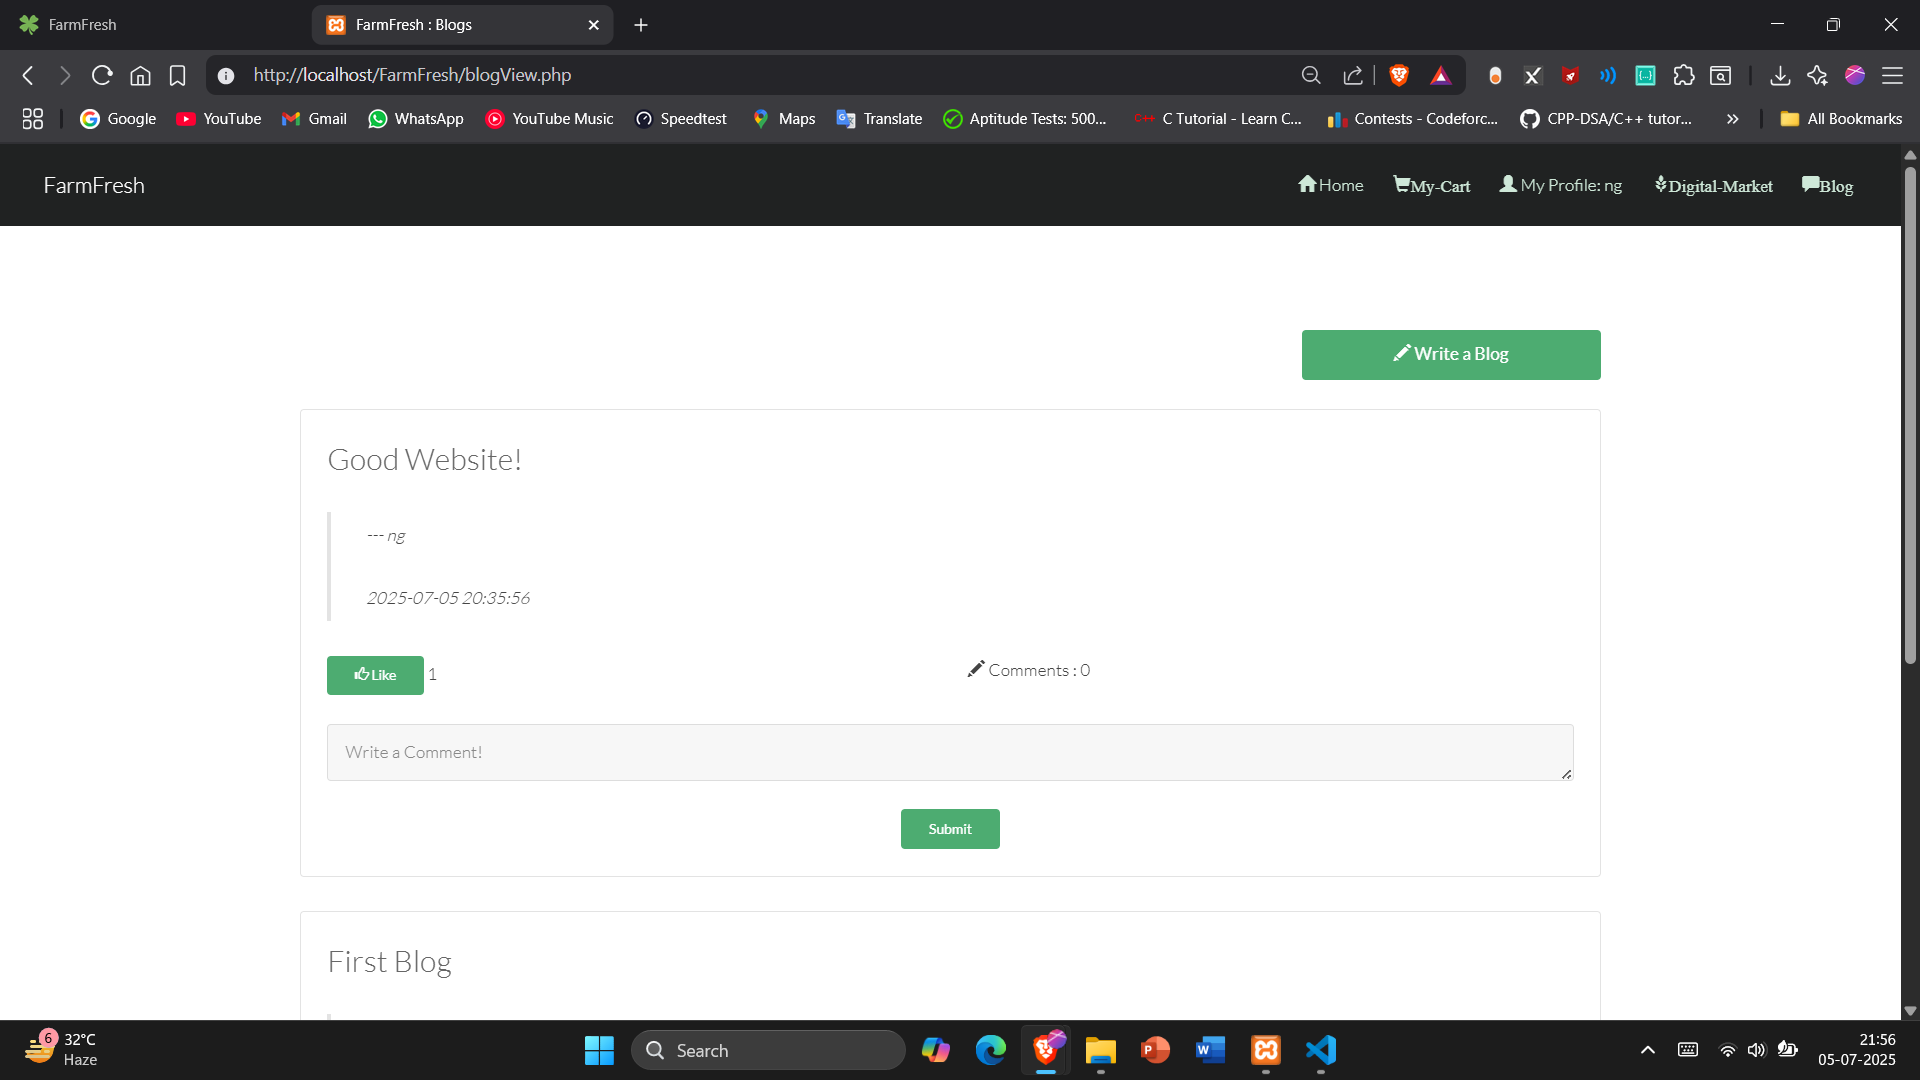 FarmFresh
FarmFresh : Blogs
http://localhost/FarmFresh/blogView.php
Google
YouTube
Gmail
WhatsApp
YouTube Music
Speedtest
Maps
Translate
Aptitude Tests: 500...
C Tutorial - Learn C...
Contests - Codeforc...
CPP-DSA/C++ tutor...
All Bookmarks
FarmFresh
Home
My-Cart
My Profile: ng
Digital-Market
Blog
Write a Blog
Good Website!
--- ng
2025-07-05 20:35:56
Like 1
Comments : 0
Write a Comment!
Submit
First Blog
6
32°C
Haze
Search
21:56
05-07-2025